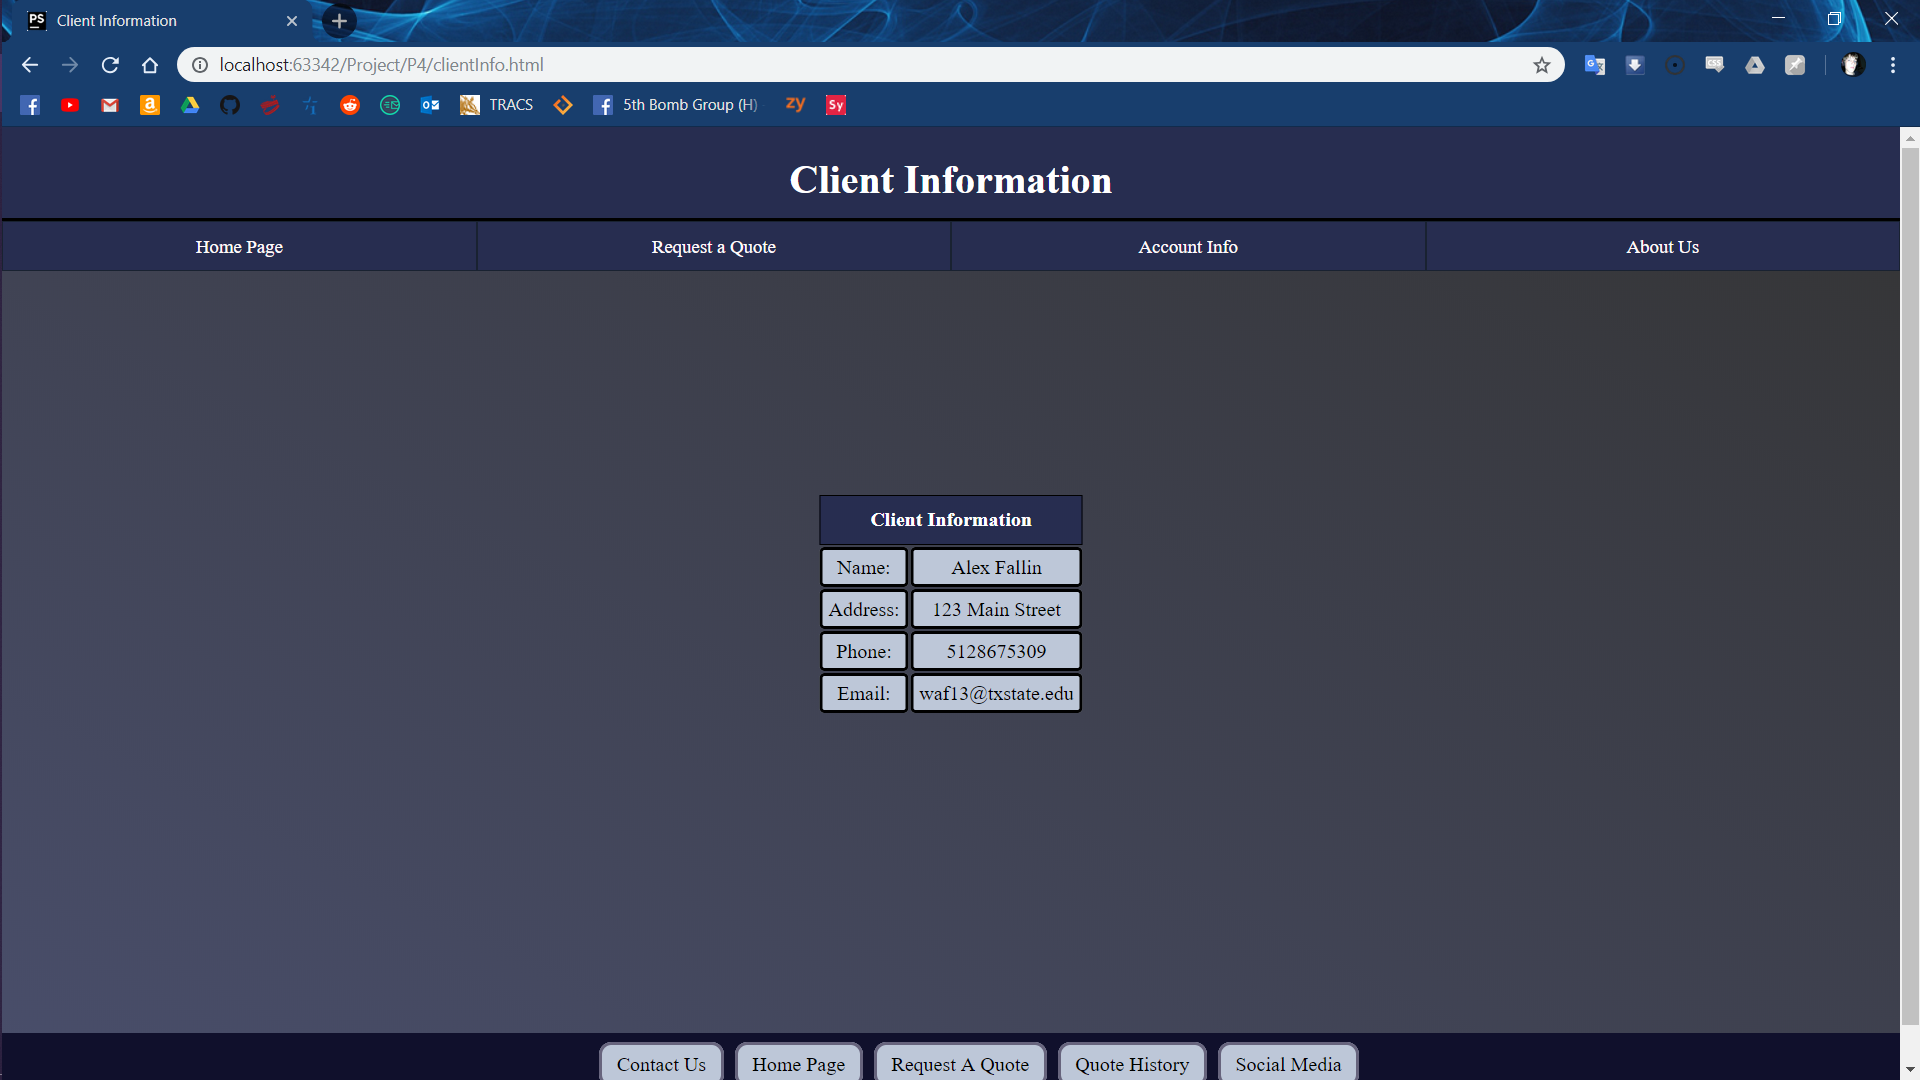 PS Client Information
localhost:63342/Project/P4/clientInfo.html
TRACS 5th Bomb Group (H) zy Sy
Client Information
Home Page Request a Quote Account Info About Us
Client Information
Name: Alex Fallin
Address: 123 Main Street
Phone: 5128675309
Email: waf13@txstate.edu
Contact Us Home Page Request A Quote Quote History Social Media